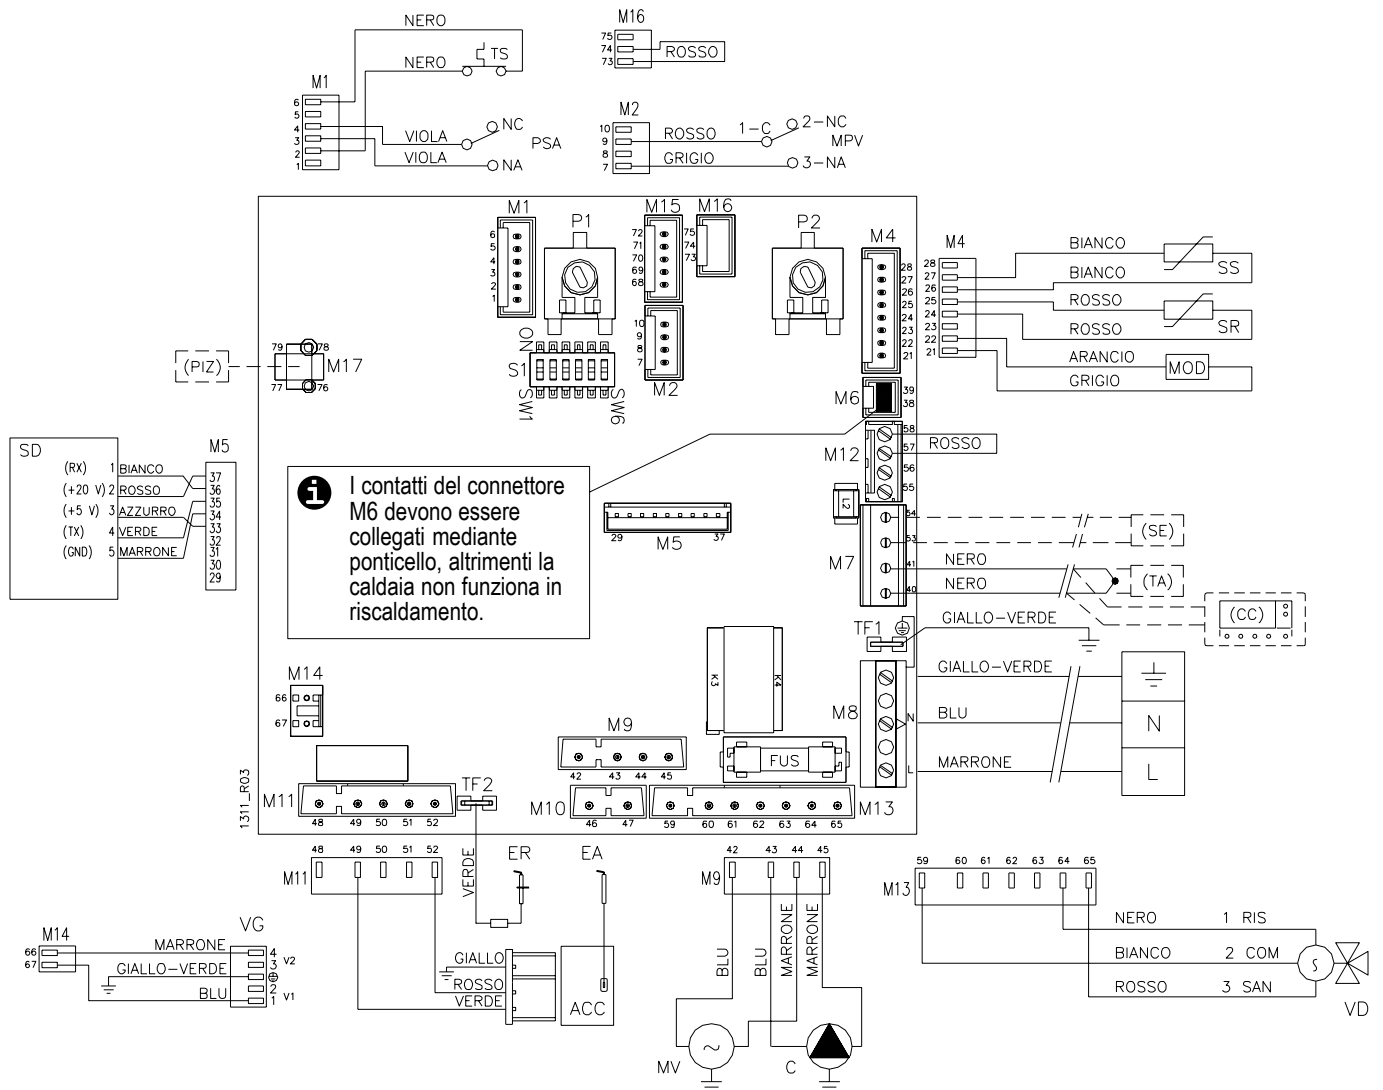 NERO
NERO
TS
M1
6
5
4
3
2
1
VIOLA
VIOLA
NC
PSA
NA
M16
75
74
73
ROSSO
M2
10
9
8
7
ROSSO
GRIGIO
1-C
2-NC
MPV
3-NA
M1
6
5
4
3
2
1
P1
M15
72
71
70
69
68
M16
75
74
73
P2
M4
28
27
26
25
24
23
22
21
M4
28
27
26
25
24
23
22
21
BIANCO
BIANCO
SS
ROSSO
ROSSO
SR
ARANCIO
GRIGIO
MOD
10
9
8
7
M2
ON
S1
SW1
SW6
(PIZ)
79
78
M17
77
76
M6
39
38
M12
58
57
56
55
ROSSO
L2
SD
(RX) 1 BIANCO
(+20 V) 2 ROSSO
(+5 V) 3 AZZURRO
(TX) 4 VERDE
(GND) 5 MARRONE
M5
37
36
35
34
33
32
31
30
29
i
I contatti del connettore
M6 devono essere
collegati mediante
ponticello, altrimenti la
caldaia non funziona in
riscaldamento.
29
M5
37
M7
54
53
41
40
(SE)
NERO
NERO
(TA)
(CC)
TF1
GIALLO-VERDE
K3
K4
M8
N
L
GIALLO-VERDE
BLU
MARRONE
N
L
M14
66
67
M9
42
43
44
45
FUS
1311_R03
M11
48
49
50
51
52
TF2
M10
46
47
59
60
61
62
63
64
65
M13
M11
48
49
50
51
52
VERDE
ER
EA
M9
42
43
44
45
BLU
BLU
MARRONE
MARRONE
MV
~
C
M13
59
60
61
62
63
64
65
NERO 1 RIS
BIANCO 2 COM
ROSSO 3 SAN
S
VD
M14
66
67
VG
MARRONE
GIALLO-VERDE
BLU
4
3
V2
2
1
V1
GIALLO
ROSSO
VERDE
ACC